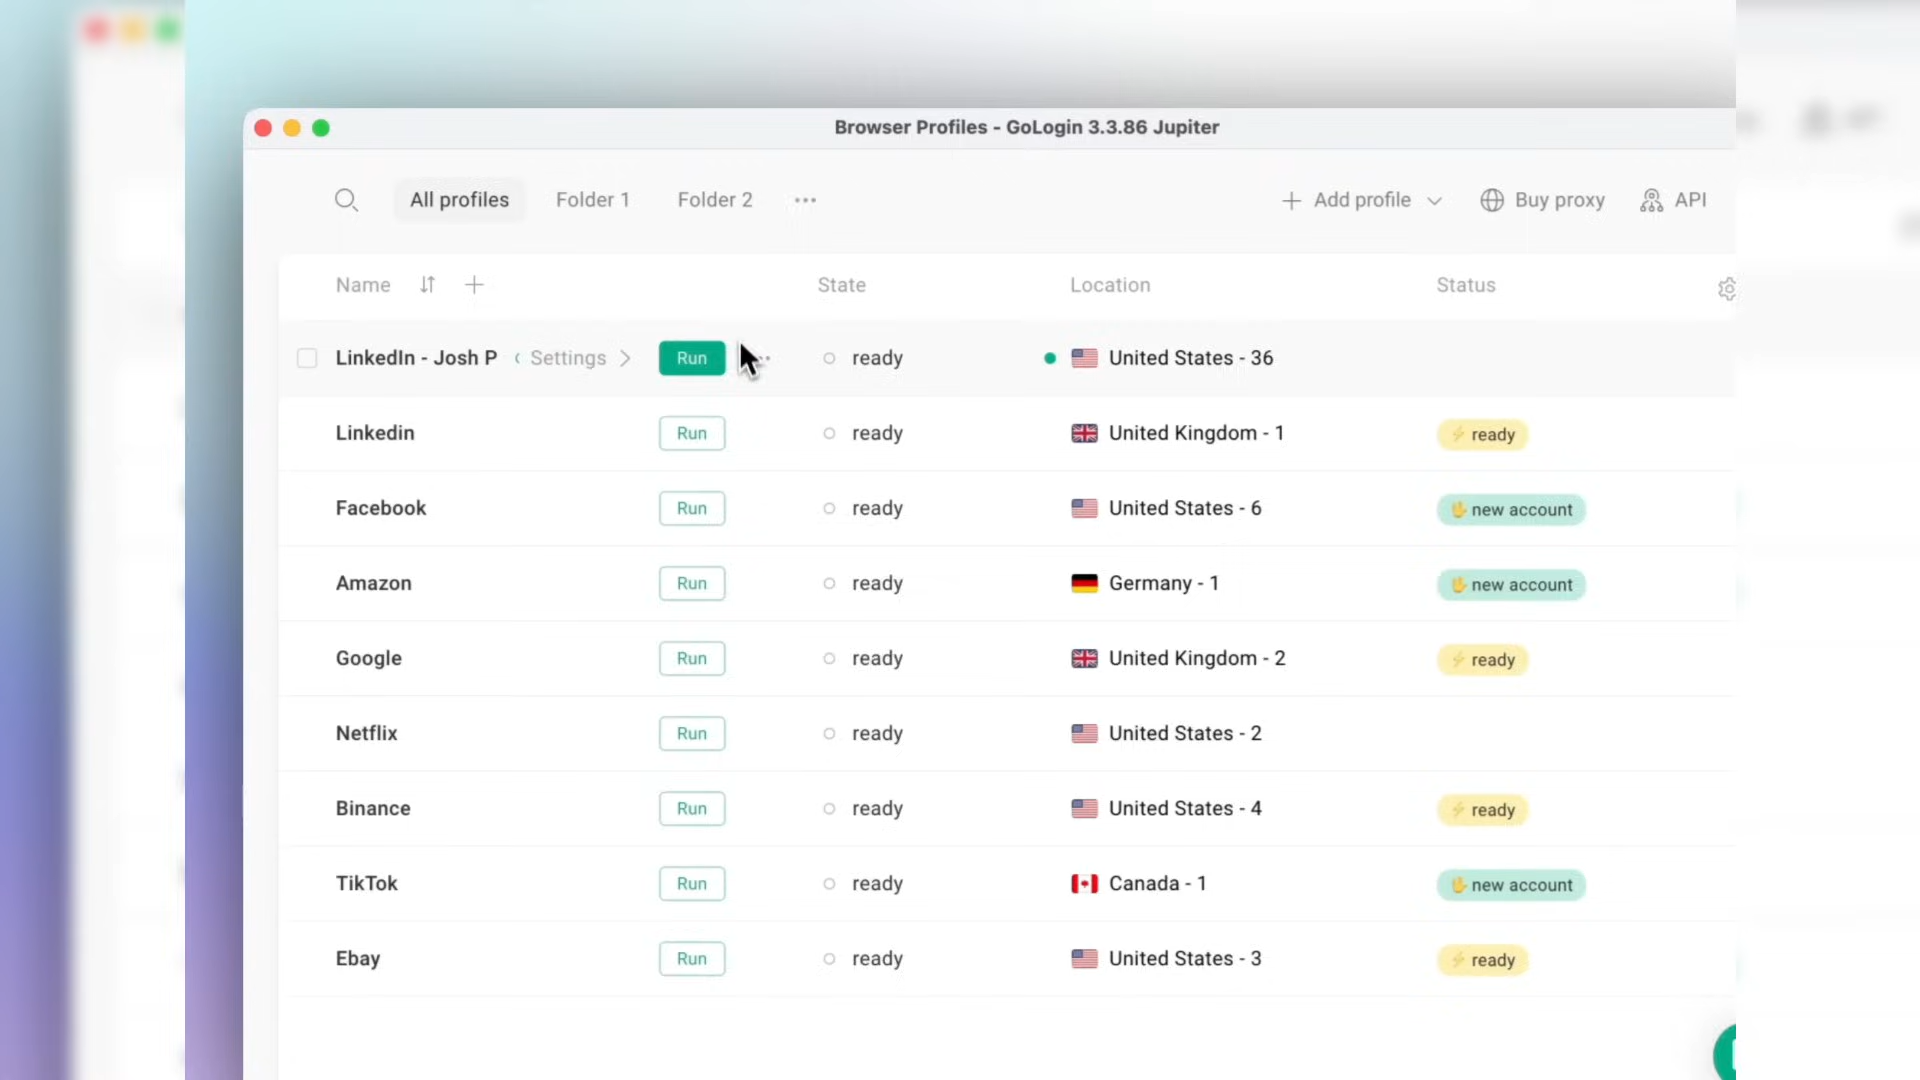 Browser Profiles - GoLogin 3.3.86 Jupiter
All profiles Folder 1 Folder 2 Add profile Buy proxy API
Name State Location Status
LinkedIn - Josh P Settings Run ready United States - 36
Linkedin Run ready United Kingdom - 1 ready
Facebook Run ready United States - 6 new account
Amazon Run ready Germany - 1 new account
Google Run ready United Kingdom - 2 ready
Netflix Run ready United States - 2
Binance Run ready United States - 4 ready
TikTok Run ready Canada - 1 new account
Ebay Run ready United States - 3 ready